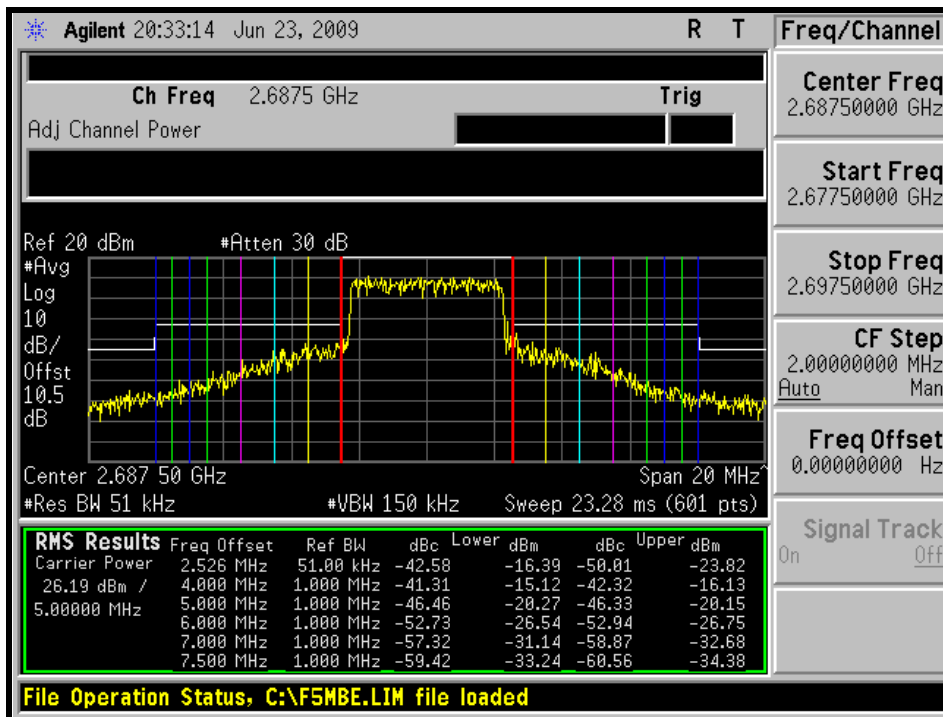 Agilent 20:33:14 Jun 23, 2009 R T
Freq/Channel
Ch Freq 2.6875 GHz Trig
Adj Channel Power
Center Freq
2.68750000 GHz
Start Freq
2.67750000 GHz
Stop Freq
2.69750000 GHz
CF Step
2.00000000 MHz
Auto Man
Freq Offset
0.00000000 Hz
Signal Track
On Off
Ref 20 dBm #Atten 30 dB
#Avg
Log
10
dB/
Offst
10.5
dB
Center 2.687 50 GHz Span 20 MHz^
#Res BW 51 kHz #VBW 150 kHz Sweep 23.28 ms (601 pts)
RMS Results Freq Offset Ref BW dBc Lower dBm dBc Upper dBm
Carrier Power 2.526 MHz 51.00 kHz -42.58 -16.39 -50.01 -23.82
26.19 dBm / 4.000 MHz 1.000 MHz -41.31 -15.12 -42.32 -16.13
5.00000 MHz 5.000 MHz 1.000 MHz -46.46 -20.27 -46.33 -20.15
6.000 MHz 1.000 MHz -52.73 -26.54 -52.94 -26.75
7.000 MHz 1.000 MHz -57.32 -31.14 -58.87 -32.68
7.500 MHz 1.000 MHz -59.42 -33.24 -60.56 -34.38
File Operation Status, C:\F5MBE.LIM file loaded